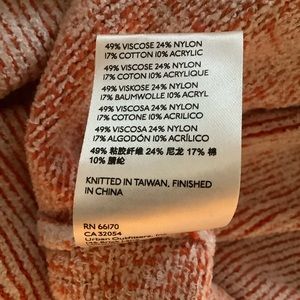 49% VISCOSE 24% NYLON
17% COTTON 10% ACRYLIC
49% VISCOSE 24% NYLON
17% COTON 10% ACRYLIQUE
49% VISKOSE 24% NYLON
17% BAUMWOLLE 10% ACRYL
49% VISCOSA 24% NYLON
17% COTONE 10% ACRILICO
49% VISCOSA 24% NYLON
17% ALGODÓN 10% ACRÍLICO
49% 粘胶纤维 24% 尼龙 17% 棉
10% 腈纶
KNITTED IN TAIWAN, FINISHED
IN CHINA
RN 66170
CA 32054
Urban Outfitters, Inc.